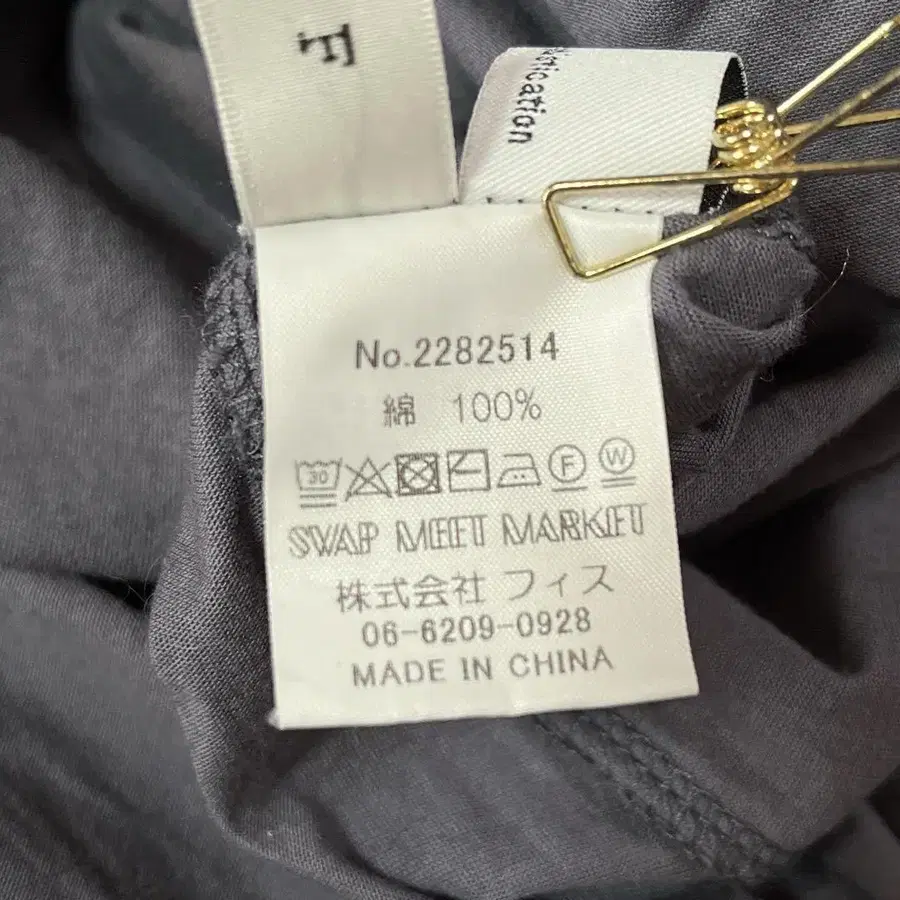 F
No.2282514
綿 100%
30 F W
SWAP MEET MARKET
株式会社 フィス
06-6209-0928
MADE IN CHINA